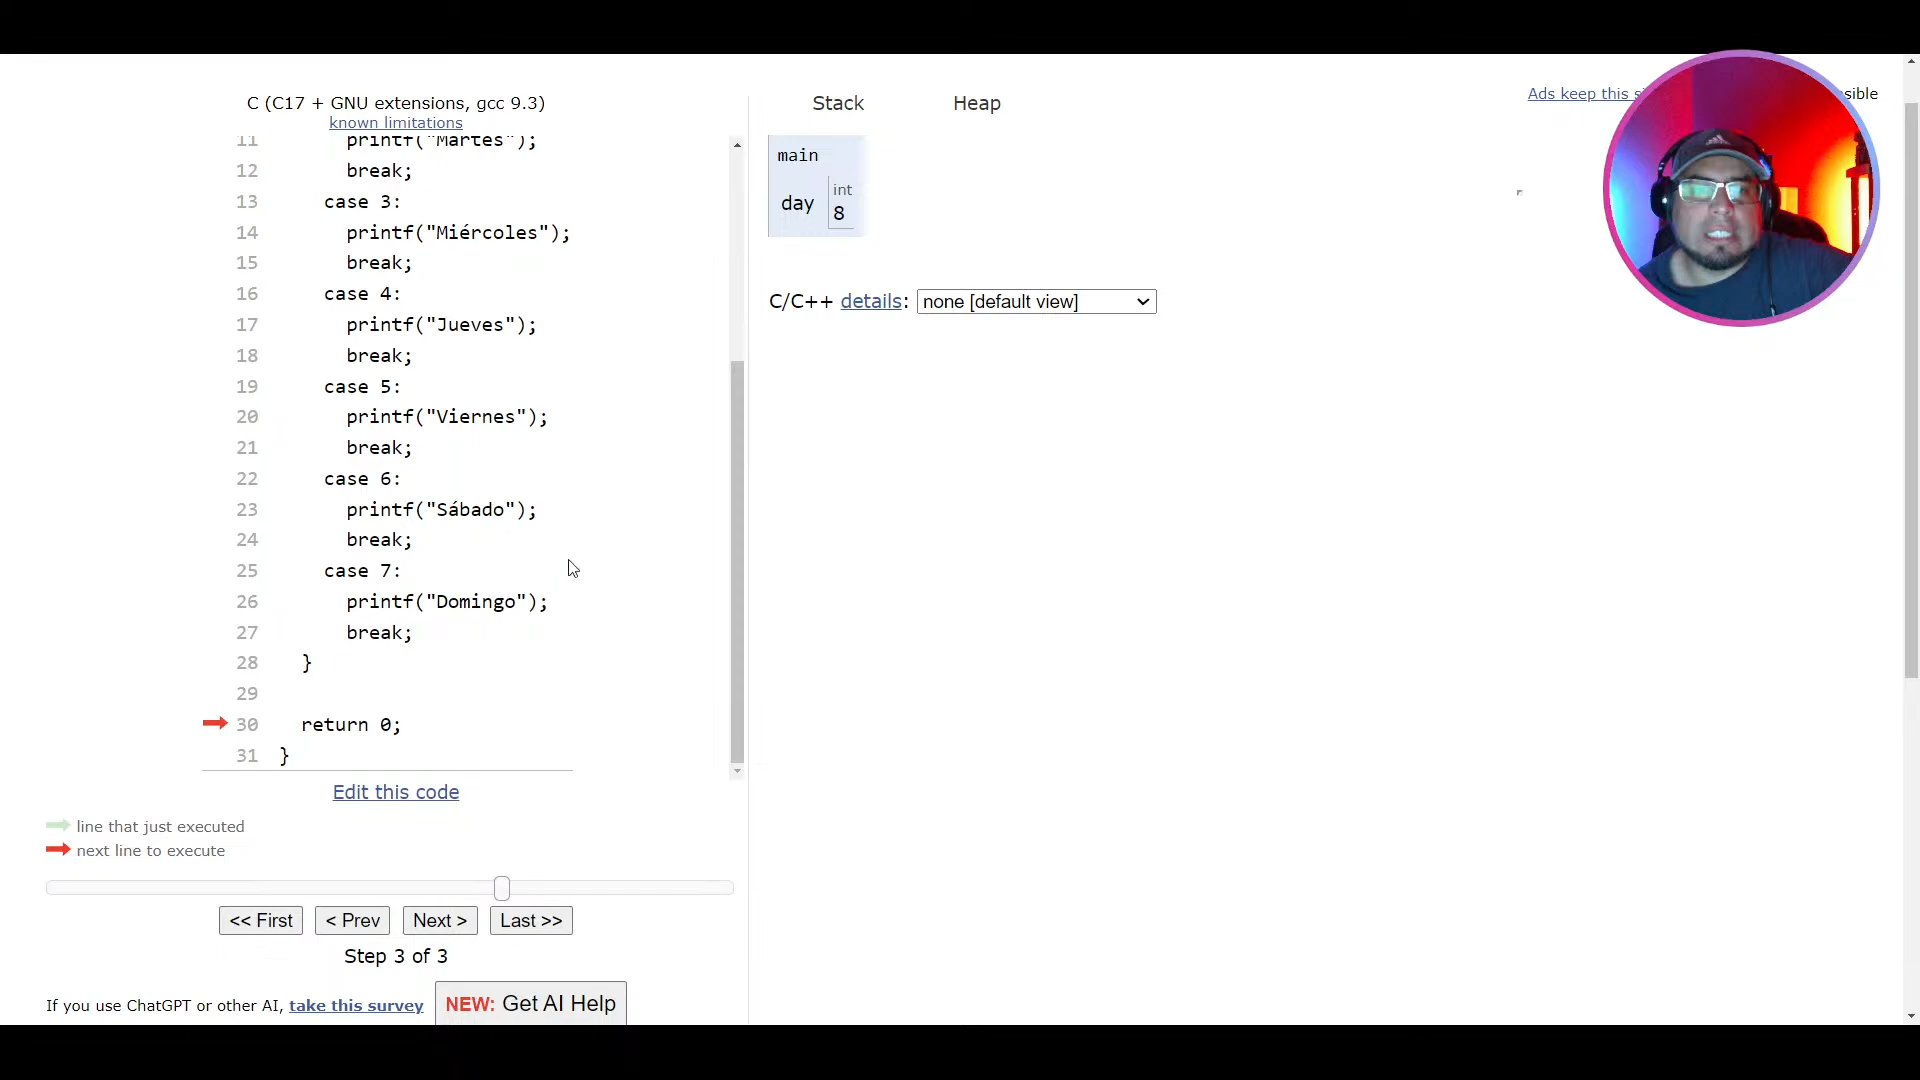 C (C17 + GNU extensions, gcc 9.3)
known limitations
11 printf("Martes");
12 break;
13 case 3:
14 printf("Miércoles");
15 break;
16 case 4:
17 printf("Jueves");
18 break;
19 case 5:
20 printf("Viernes");
21 break;
22 case 6:
23 printf("Sábado");
24 break;
25 case 7:
26 printf("Domingo");
27 break;
28 }
29
30 return 0;
31 }
Edit this code
line that just executed
next line to execute
<< First < Prev Next > Last >>
Step 3 of 3
If you use ChatGPT or other AI, take this survey NEW: Get AI Help
Stack Heap
main
int
day 8
C/C++ details: none [default view]
Ads keep this